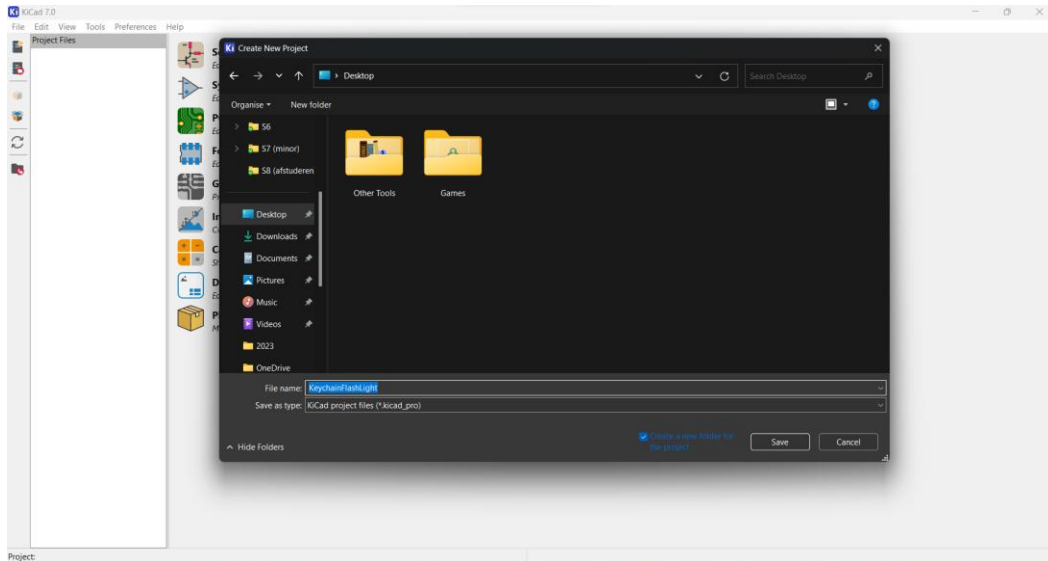 KiCad 7.0
File Edit View Tools Preferences Help
Project Files
Create New Project
Desktop
Search Desktop
Organise New folder
S6
S7 (minor)
S8 (afstuderen
Desktop
Downloads
Documents
Pictures
Music
Videos
2023
OneDrive
Other Tools
Games
File name: KeychainFlashLight
Save as type: KiCad project files (*.kicad_pro)
Hide Folders
Create a new folder for
the project
Save Cancel
Project: